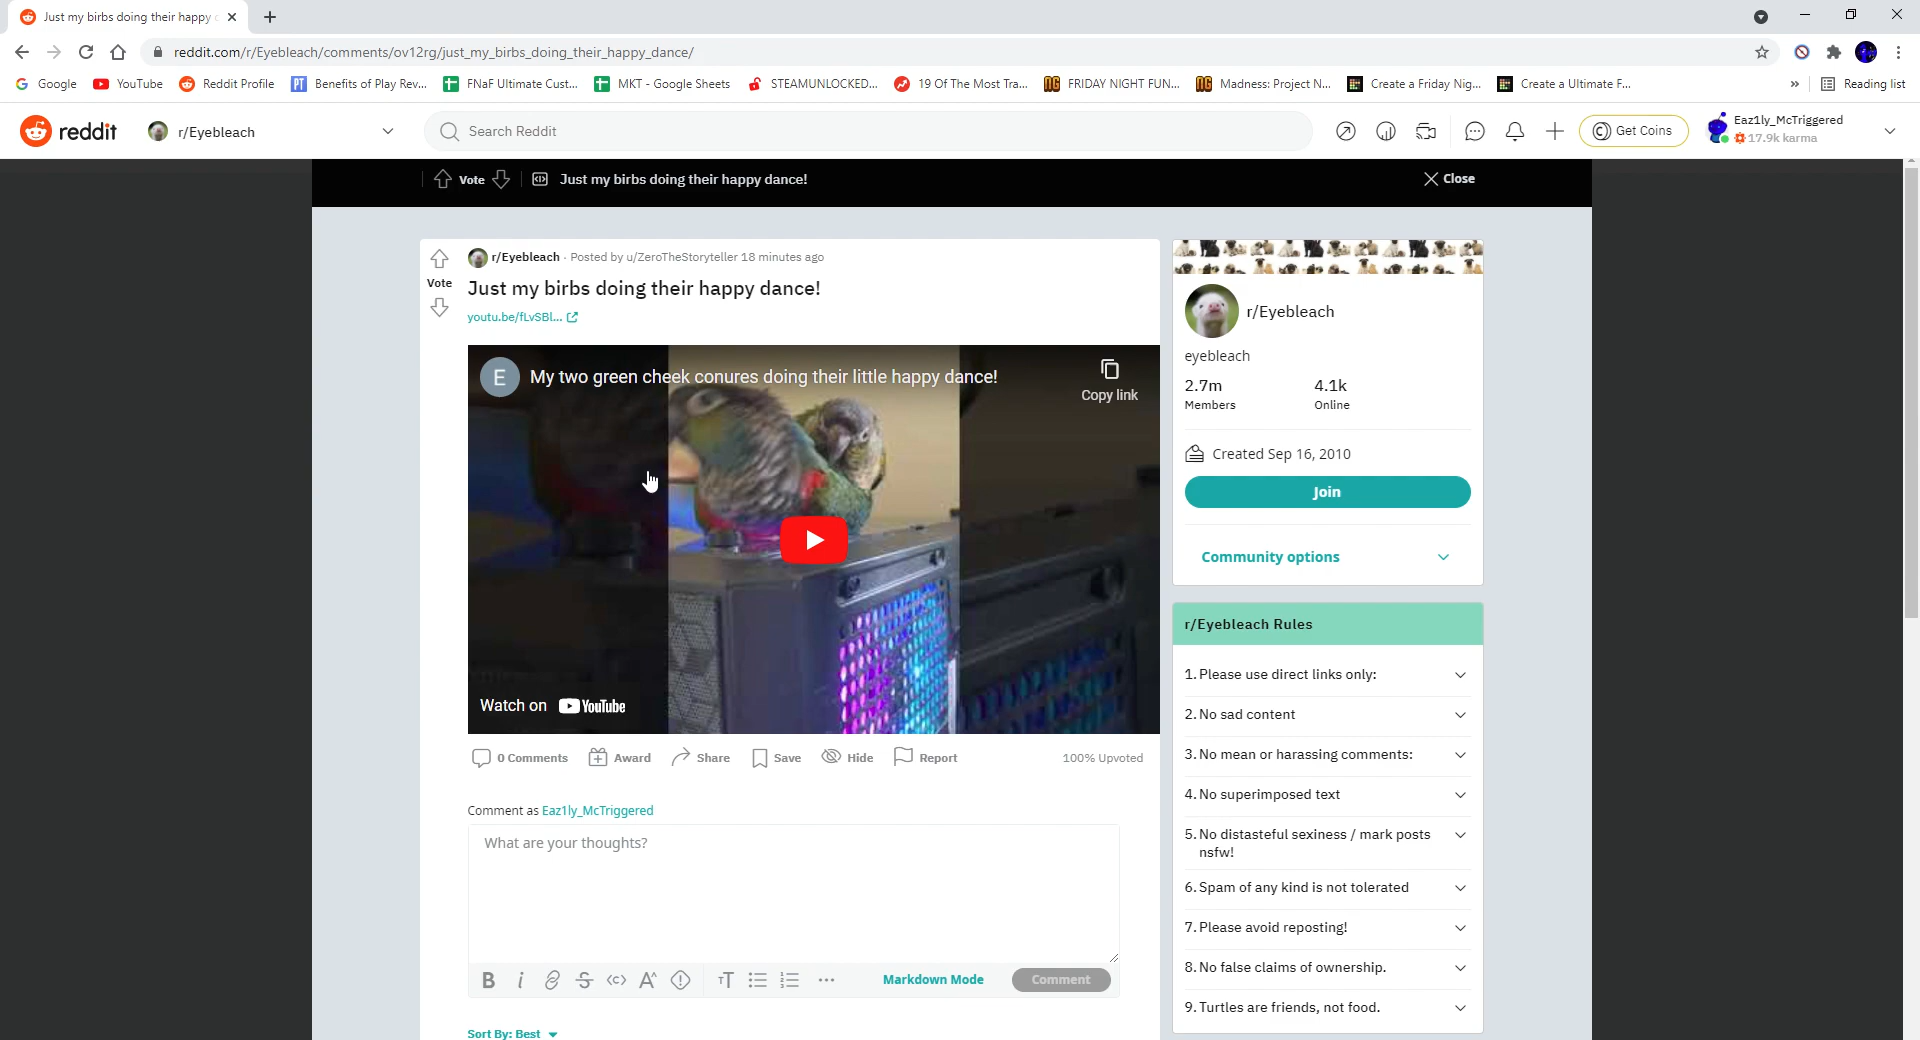 Just my birbs doing their happy
reddit.com/r/Eyebleach/comments/ov12rg/just_my_birbs_doing_their_happy_dance/
Google
YouTube
Reddit Profile
PT
Benefits of Play Rev...
FNaF Ultimate Cust...
MKT - Google Sheets
STEAMUNLOCKED...
19 Of The Most Tra...
FRIDAY NIGHT FUN...
Madness: Project N...
Create a Friday Nig...
Create a Ultimate F...
»
Reading list
reddit
r/Eyebleach
Search Reddit
Get Coins
Eaz1ly_McTriggered
17.9k karma
Vote
Just my birbs doing their happy dance!
Close
r/Eyebleach · Posted by u/ZeroTheStoryteller 18 minutes ago
Vote
Just my birbs doing their happy dance!
youtu.be/fLvSBl...
E
My two green cheek conures doing their little happy dance!
Copy link
Watch on YouTube
0 Comments
Award
Share
Save
Hide
Report
100% Upvoted
Comment as Eaz1ly_McTriggered
What are your thoughts?
B i
Markdown Mode
Comment
Sort By: Best
r/Eyebleach
eyebleach
2.7m
Members
4.1k
Online
Created Sep 16, 2010
Join
Community options
r/Eyebleach Rules
1. Please use direct links only:
2. No sad content
3. No mean or harassing comments:
4. No superimposed text
5. No distasteful sexiness / mark posts
nsfw!
6. Spam of any kind is not tolerated
7. Please avoid reposting!
8. No false claims of ownership.
9. Turtles are friends, not food.